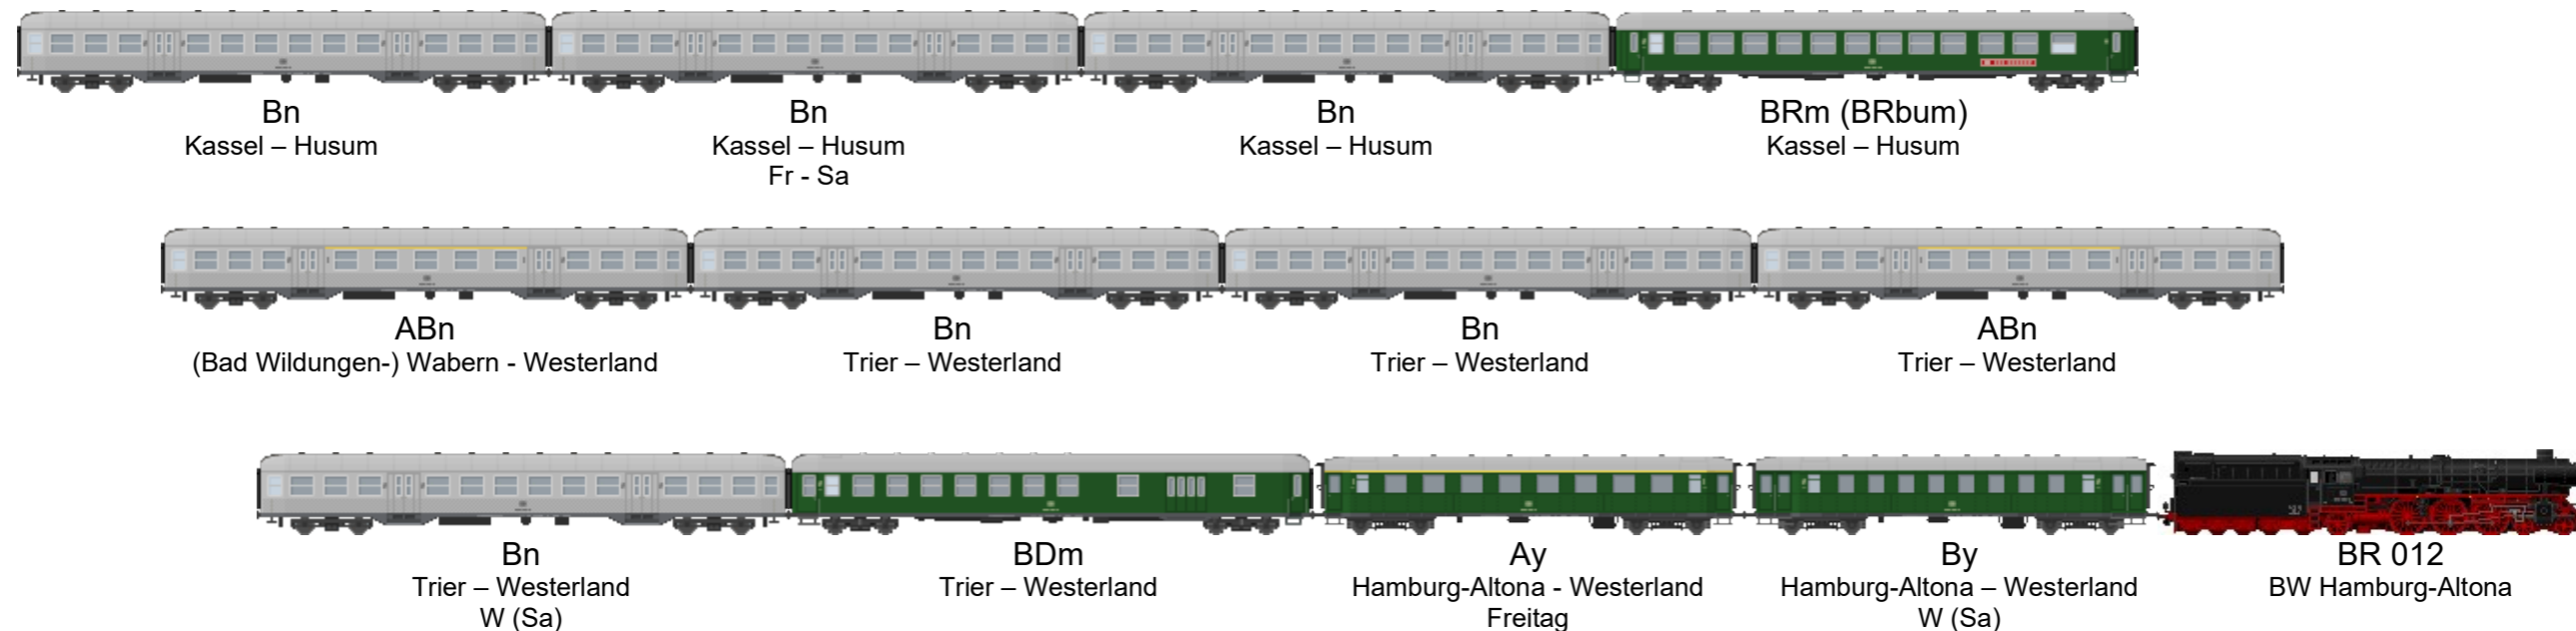 Bn
Kassel – Husum
Bn
Kassel – Husum
Fr - Sa
Bn
Kassel – Husum
BRm (BRbum)
Kassel – Husum
ABn
(Bad Wildungen-) Wabern - Westerland
Bn
Trier – Westerland
Bn
Trier – Westerland
ABn
Trier – Westerland
Bn
Trier – Westerland
W (Sa)
BDm
Trier – Westerland
Ay
Hamburg-Altona - Westerland
Freitag
By
Hamburg-Altona – Westerland
W (Sa)
BR 012
BW Hamburg-Altona